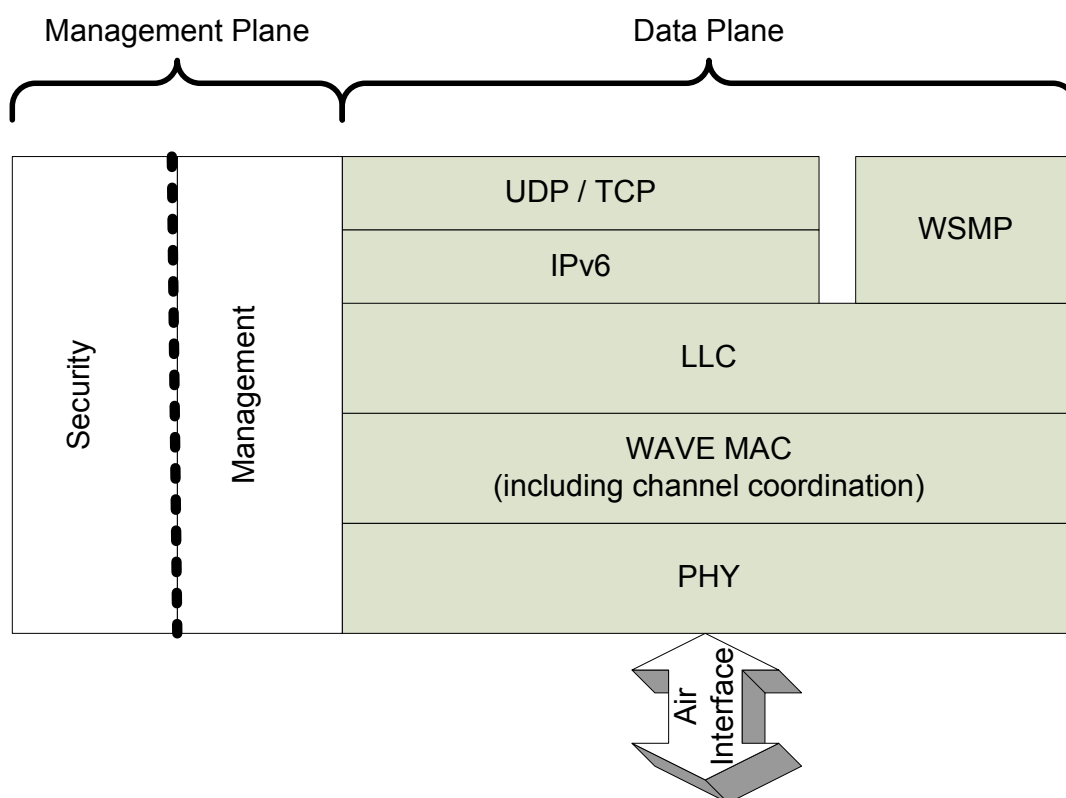 Management Plane
Data Plane
Security
Management
UDP / TCP
IPv6
WSMP
LLC
WAVE MAC
(including channel coordination)
PHY
Air
Interface